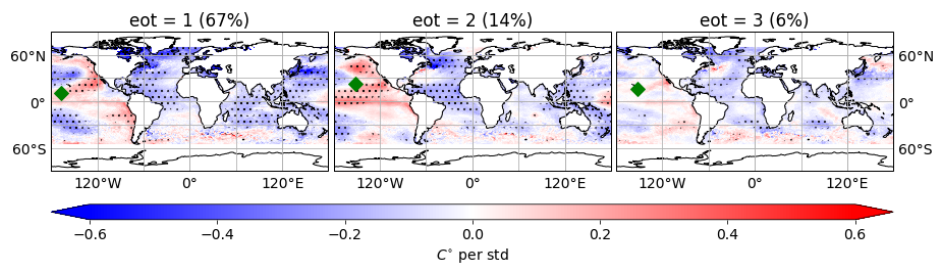 eot = 1 (67%) eot = 2 (14%) eot = 3 (6%)
60°N 60°N
0° 0°
60°S 60°S
120°W 0° 120°E 120°W 0° 120°E 120°W 0° 120°E
−0.6 −0.4 −0.2 0.0 0.2 0.4 0.6
C° per std